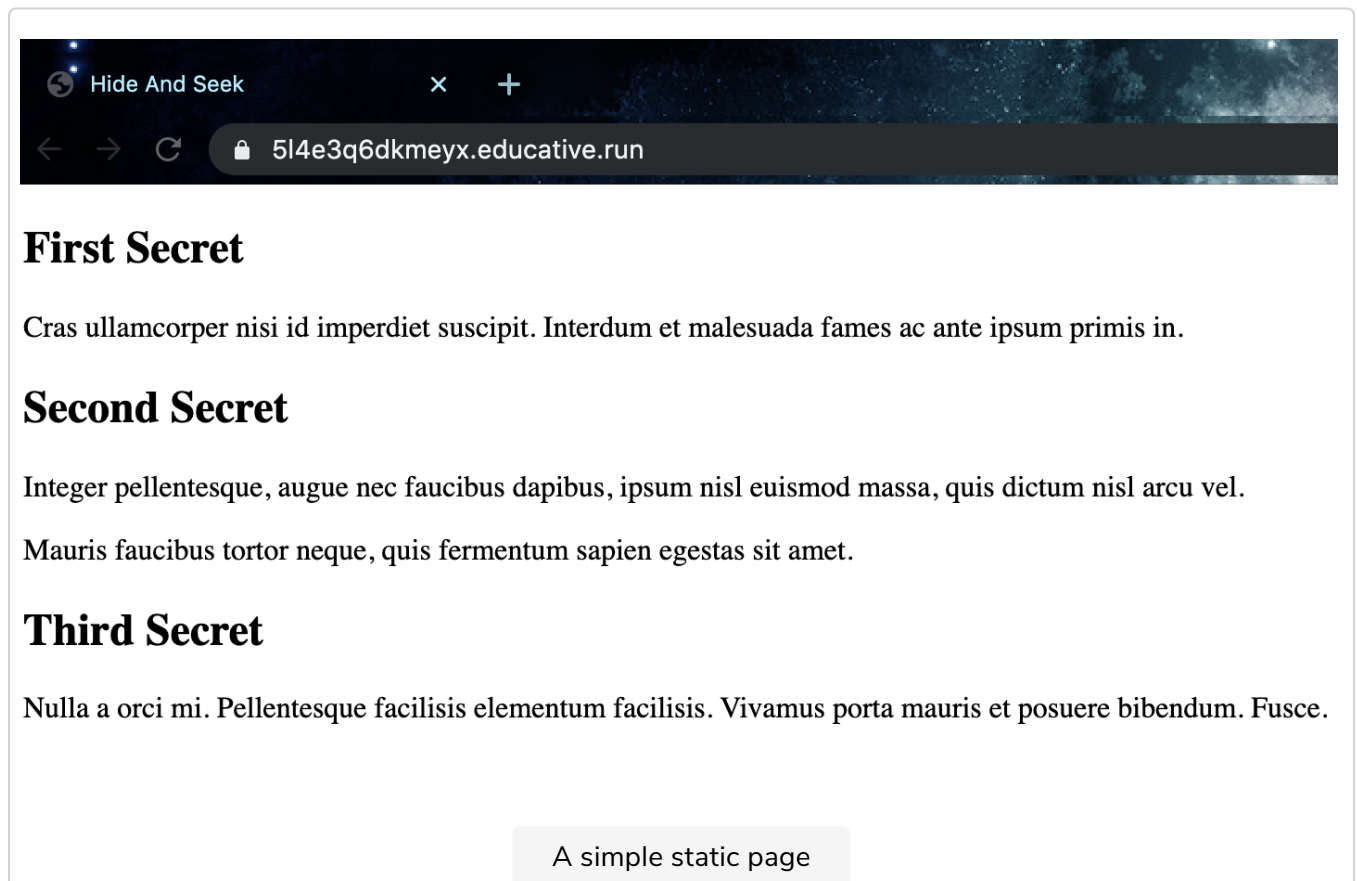 Hide And Seek
5l4e3q6dkmeyx.educative.run
First Secret
Cras ullamcorper nisi id imperdiet suscipit. Interdum et malesuada fames ac ante ipsum primis in.
Second Secret
Integer pellentesque, augue nec faucibus dapibus, ipsum nisl euismod massa, quis dictum nisl arcu vel.
Mauris faucibus tortor neque, quis fermentum sapien egestas sit amet.
Third Secret
Nulla a orci mi. Pellentesque facilisis elementum facilisis. Vivamus porta mauris et posuere bibendum. Fusce.
A simple static page